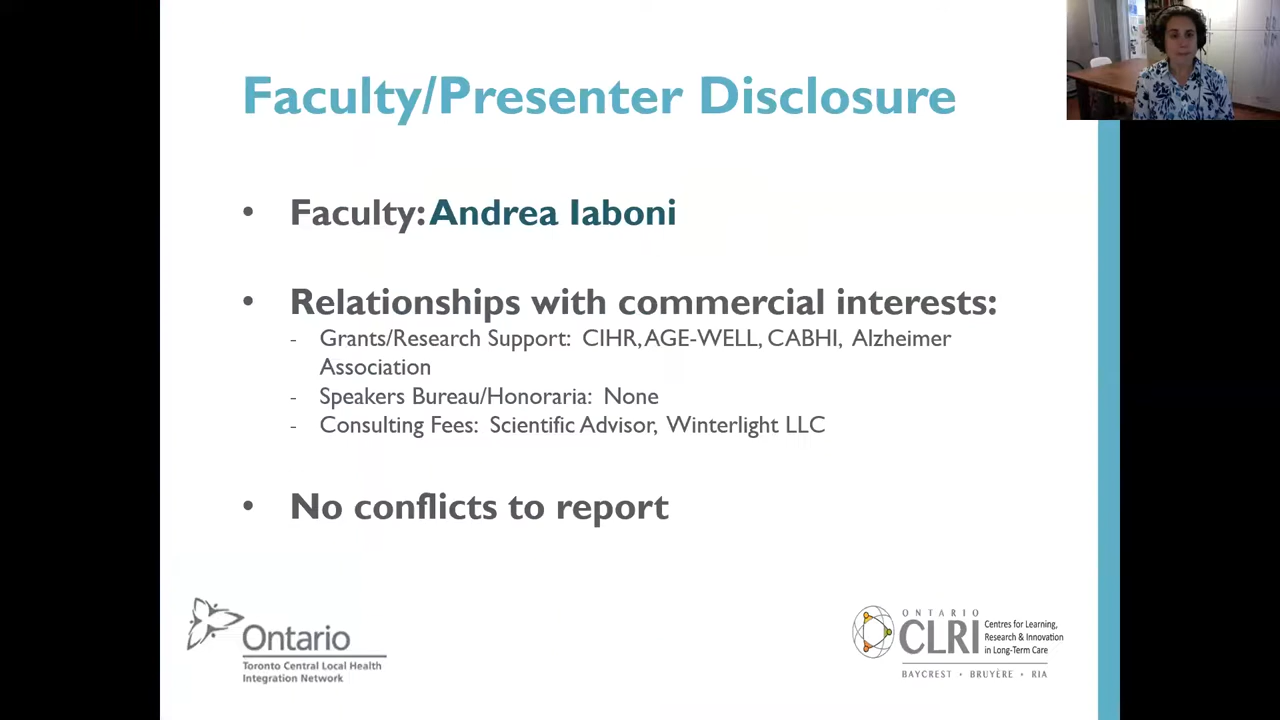 Faculty/Presenter Disclosure
• Faculty: Andrea Iaboni
• Relationships with commercial interests:
- Grants/Research Support: CIHR, AGE-WELL, CABHI, Alzheimer
Association
- Speakers Bureau/Honoraria: None
- Consulting Fees: Scientific Advisor, Winterlight LLC
• No conflicts to report
Ontario
Toronto Central Local Health
Integration Network
ONTARIO
CLRI
Centres for Learning,
Research & Innovation
in Long-Term Care
BAYCREST • BRUYÈRE • RIA